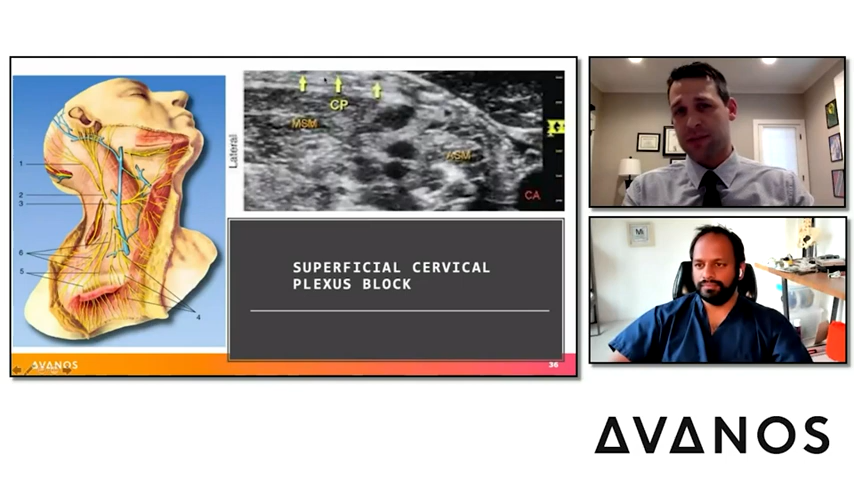 1
2
3
6
5
4
Lateral
CP
MSM
ASM
CA
SUPERFICIAL CERVICAL
PLEXUS BLOCK
AVANOS
36
AVANOS